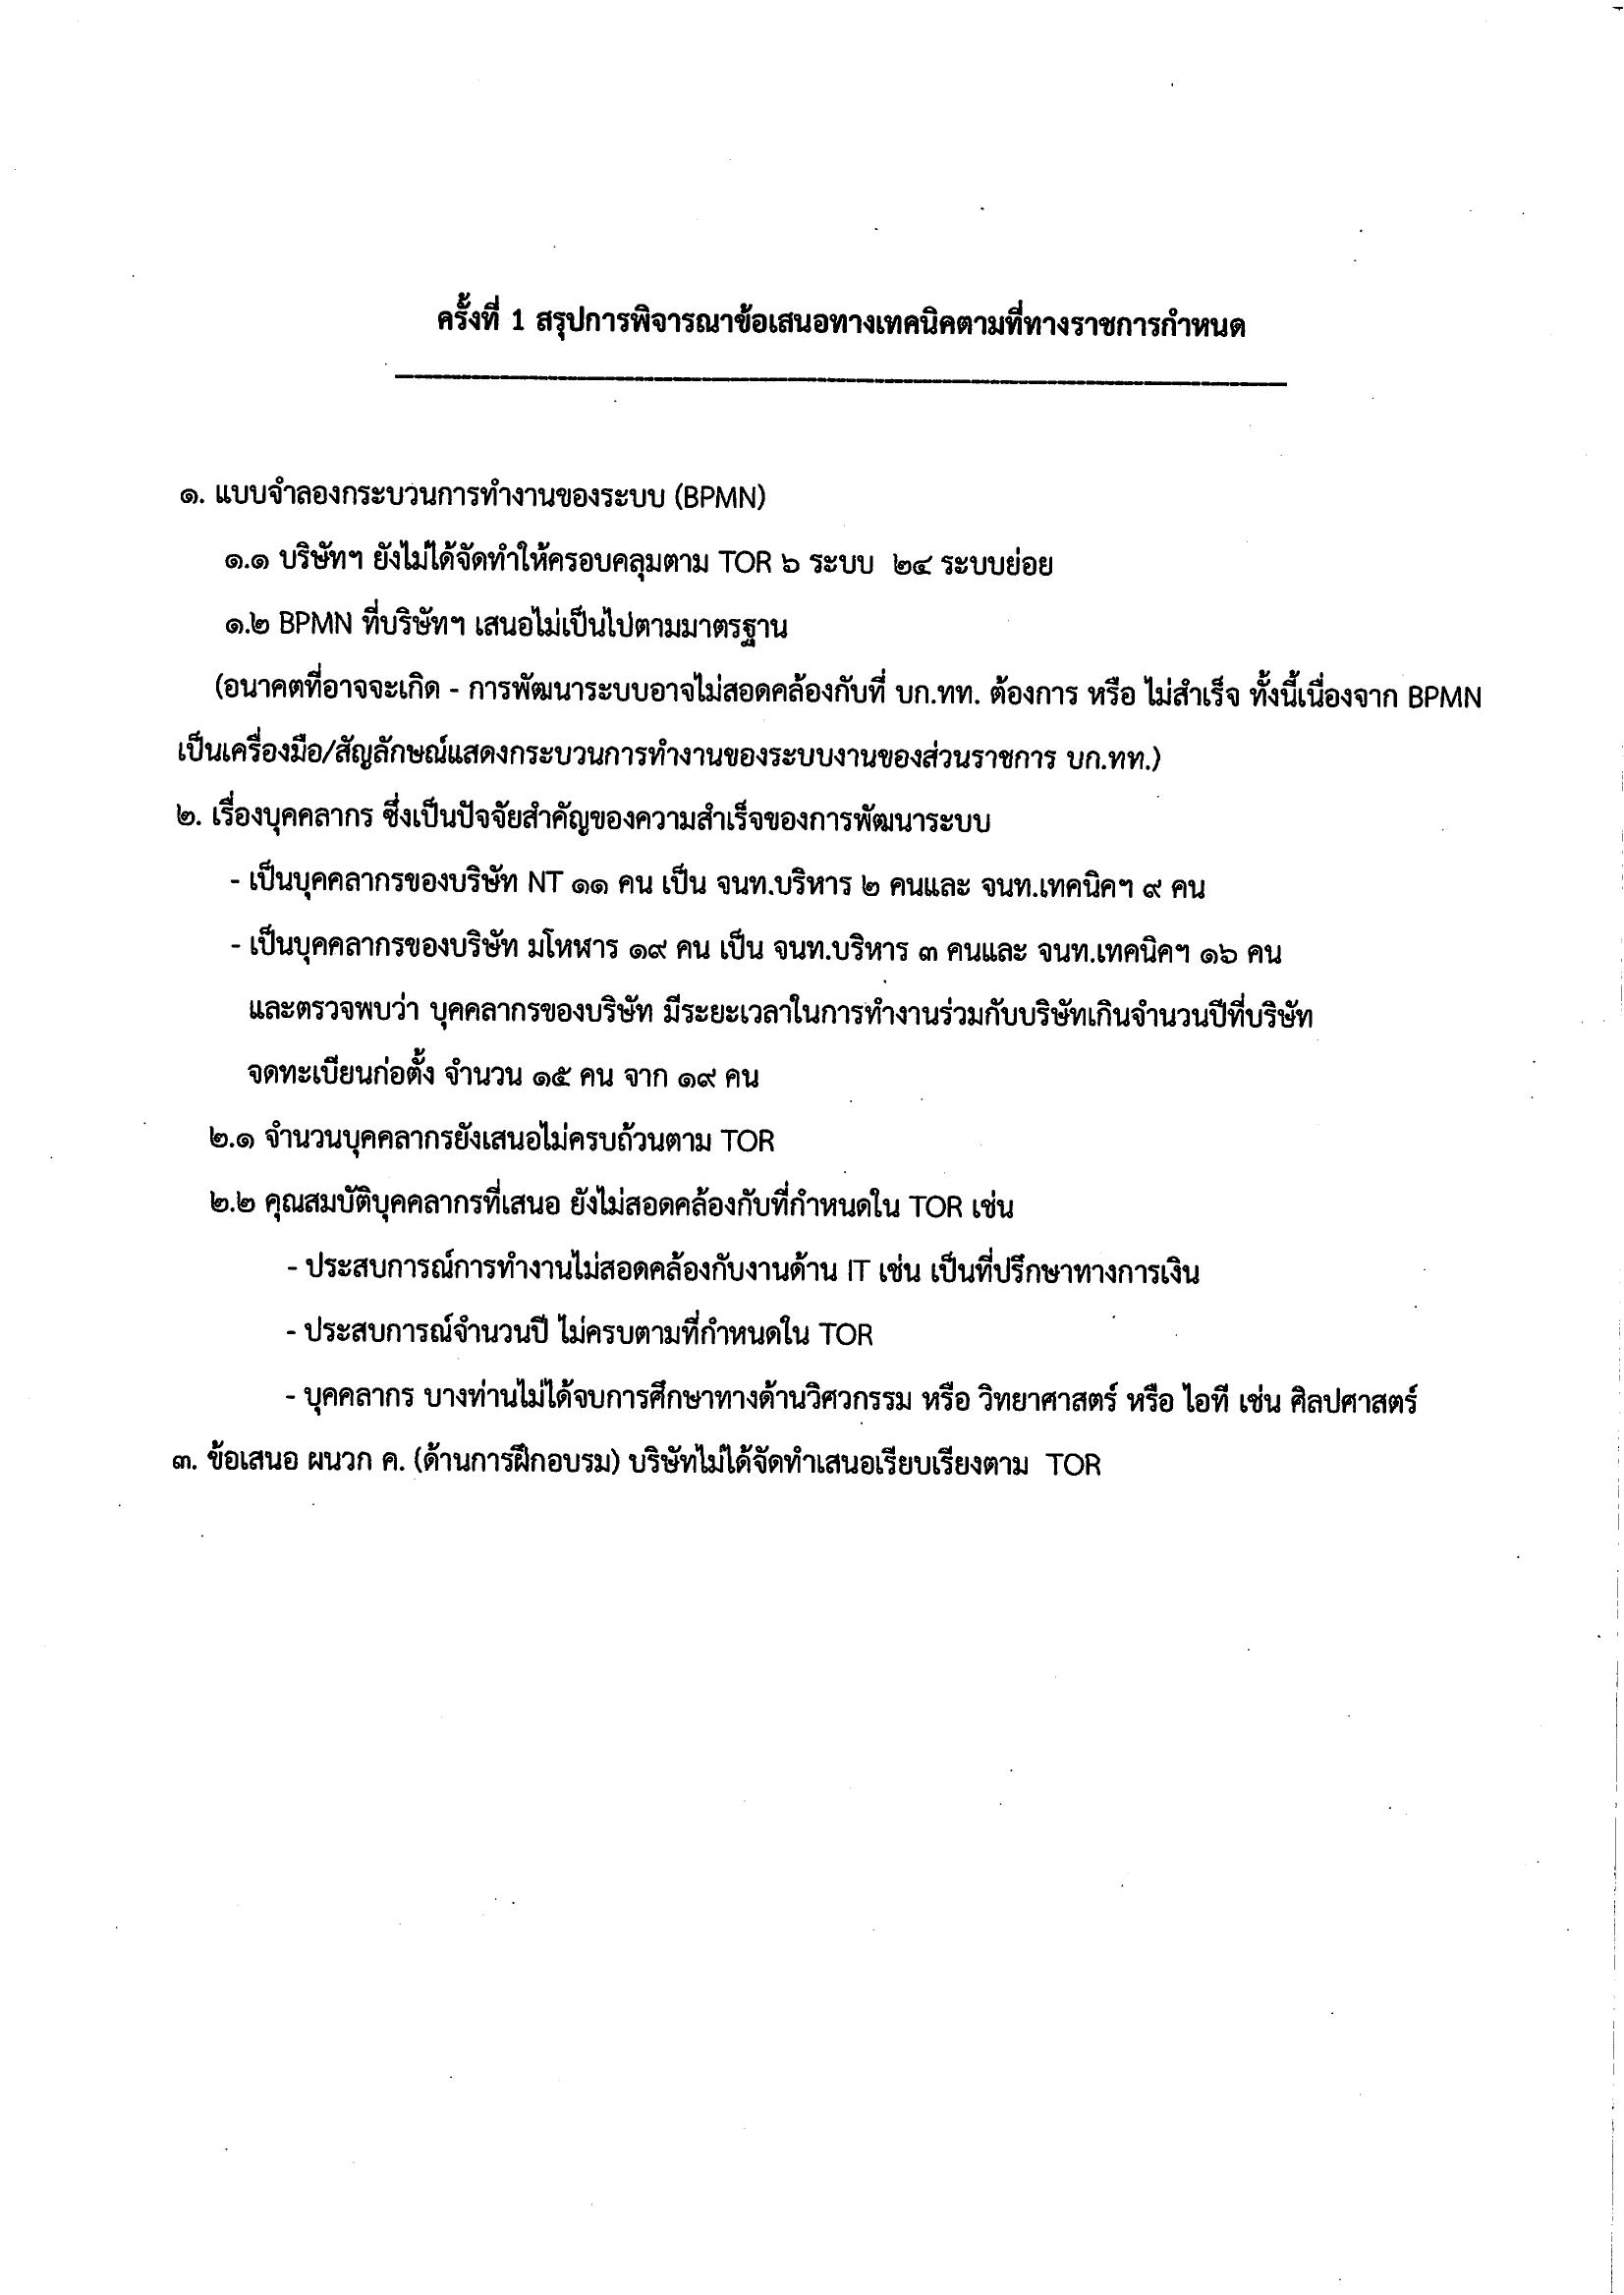 ครั้งที่ 1 สรุปการพิจารณาข้อเสนอทางเทคนิคตามที่ทางราชการกำหนด
๑. แบบจำลองกระบวนการทำงานของระบบ (BPMN)
๑.๑ บริษัทฯ ยังไม่ได้จัดทำให้ครอบคลุมตาม TOR ๖ ระบบ ๒๔ ระบบย่อย
๑.๒ BPMN ที่บริษัทฯ เสนอไม่เป็นไปตามมาตรฐาน
(อนาคตที่อาจจะเกิด - การพัฒนาระบบอาจไม่สอดคล้องกับที่ บก.ทท. ต้องการ หรือ ไม่สำเร็จ ทั้งนี้เนื่องจาก BPMN
เป็นเครื่องมือ/สัญลักษณ์แสดงกระบวนการทำงานของระบบงานของส่วนราชการ บก.ทท.)
๒. เรื่องบุคคลากร ซึ่งเป็นปัจจัยสำคัญของความสำเร็จของการพัฒนาระบบ
- เป็นบุคคลากรของบริษัท NT ๑๑ คน เป็น จนท.บริหาร ๒ คนและ จนท.เทคนิคฯ ๙ คน
- เป็นบุคคลากรของบริษัท มโหฬาร ๑๙ คน เป็น จนท.บริหาร ๓ คนและ จนท.เทคนิคฯ ๑๖ คน
และตรวจพบว่า บุคคลากรของบริษัท มีระยะเวลาในการทำงานร่วมกับบริษัทเกินจำนวนปีที่บริษัท
จดทะเบียนก่อตั้ง จำนวน ๑๕ คน จาก ๑๙ คน
๒.๑ จำนวนบุคคลากรยังเสนอไม่ครบถ้วนตาม TOR
๒.๒ คุณสมบัติบุคคลากรที่เสนอ ยังไม่สอดคล้องกับที่กำหนดใน TOR เช่น
- ประสบการณ์การทำงานไม่สอดคล้องกับงานด้าน IT เช่น เป็นที่ปรึกษาทางการเงิน
- ประสบการณ์จำนวนปี ไม่ครบตามที่กำหนดใน TOR
- บุคคลากร บางท่านไม่ได้จบการศึกษาทางด้านวิศวกรรม หรือ วิทยาศาสตร์ หรือ ไอที เช่น ศิลปศาสตร์
๓. ข้อเสนอ ผนวก ค. (ด้านการฝึกอบรม) บริษัทไม่ได้จัดทำเสนอเรียบเรียงตาม TOR